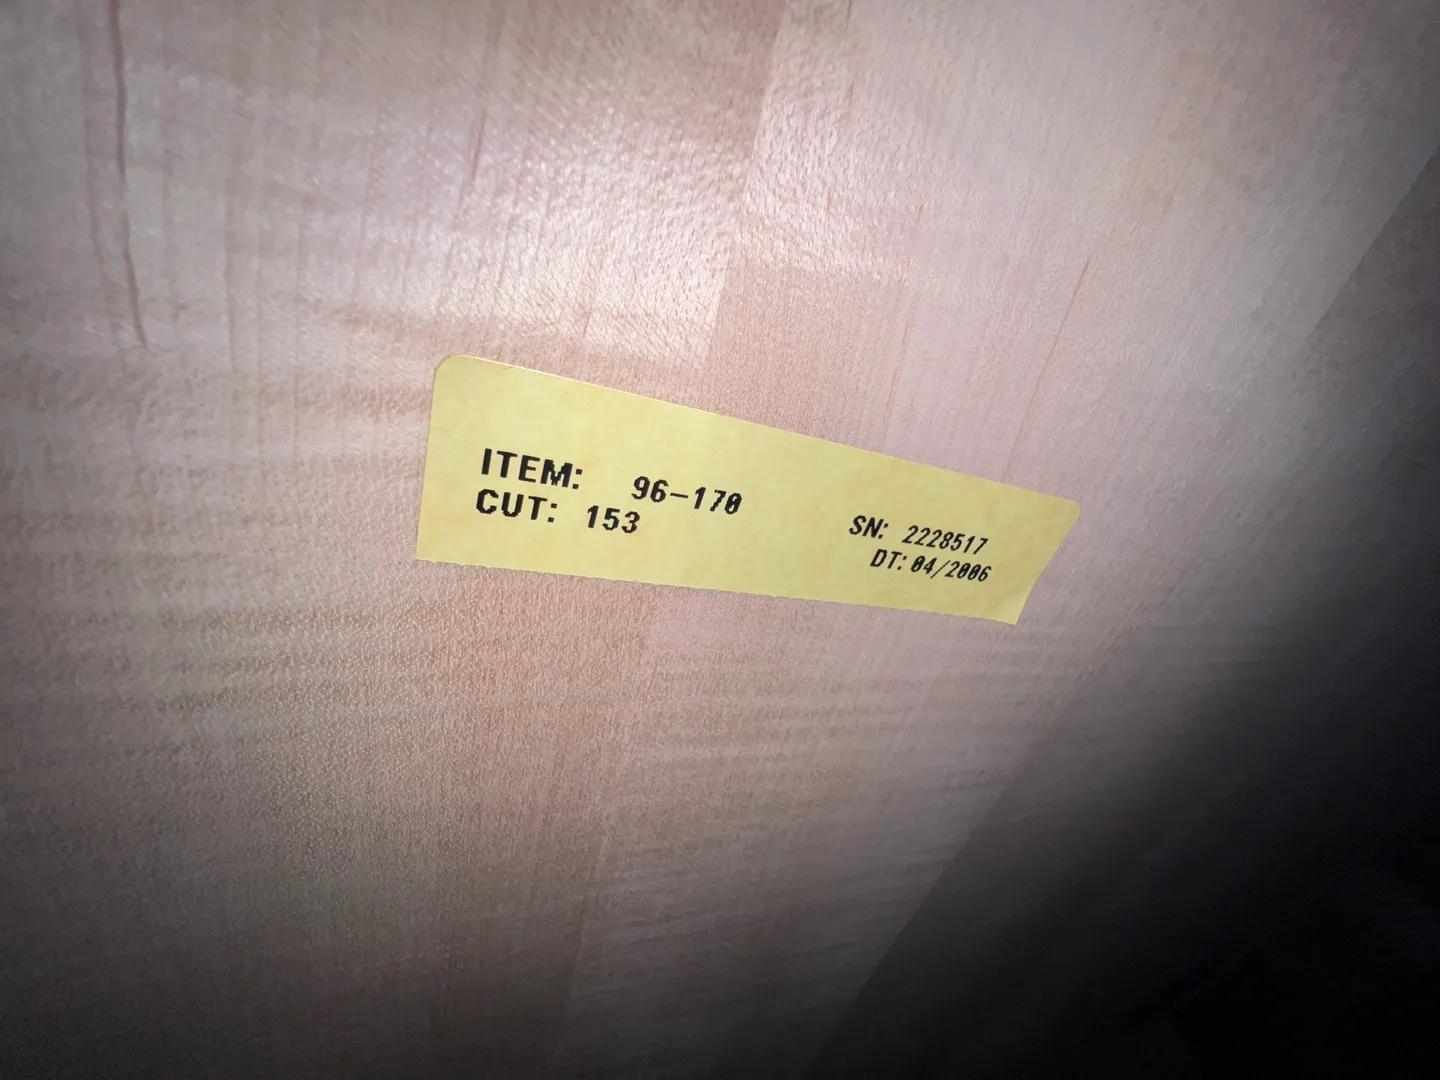 ITEM: 96-170
CUT: 153
SN: 2228517
DT: 04/2006